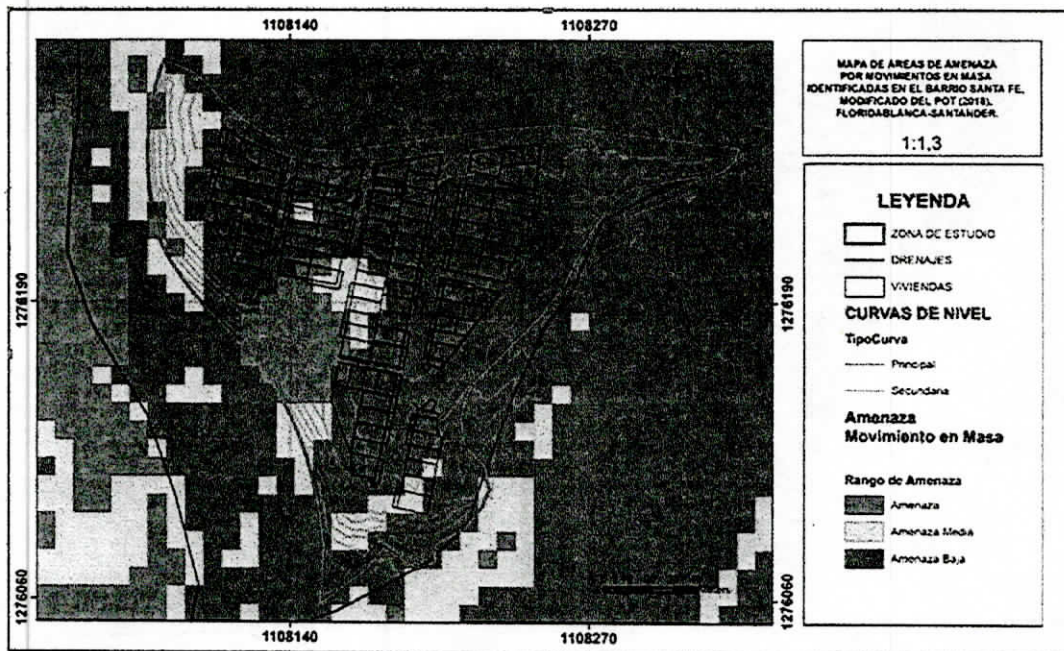 1108140
1108270
1276190
1276190
1276060
1276060
1108140
1108270
MAPA DE ÁREAS DE AMENAZA
POR MOVIMIENTOS EN MASA
IDENTIFICADAS EN EL BARRIO SANTA FE,
MODIFICADO DEL POT (2018),
FLORIDABLANCA-SANTANDER.
1:1,3
LEYENDA
ZONA DE ESTUDIO
DRENAJES
VIVIENDAS
CURVAS DE NIVEL
TipoCurva
Principal
Secundaria
Amenaza
Movimiento en Masa
Rango de Amenaza
Amenaza
Amenaza Media
Amenaza Baja